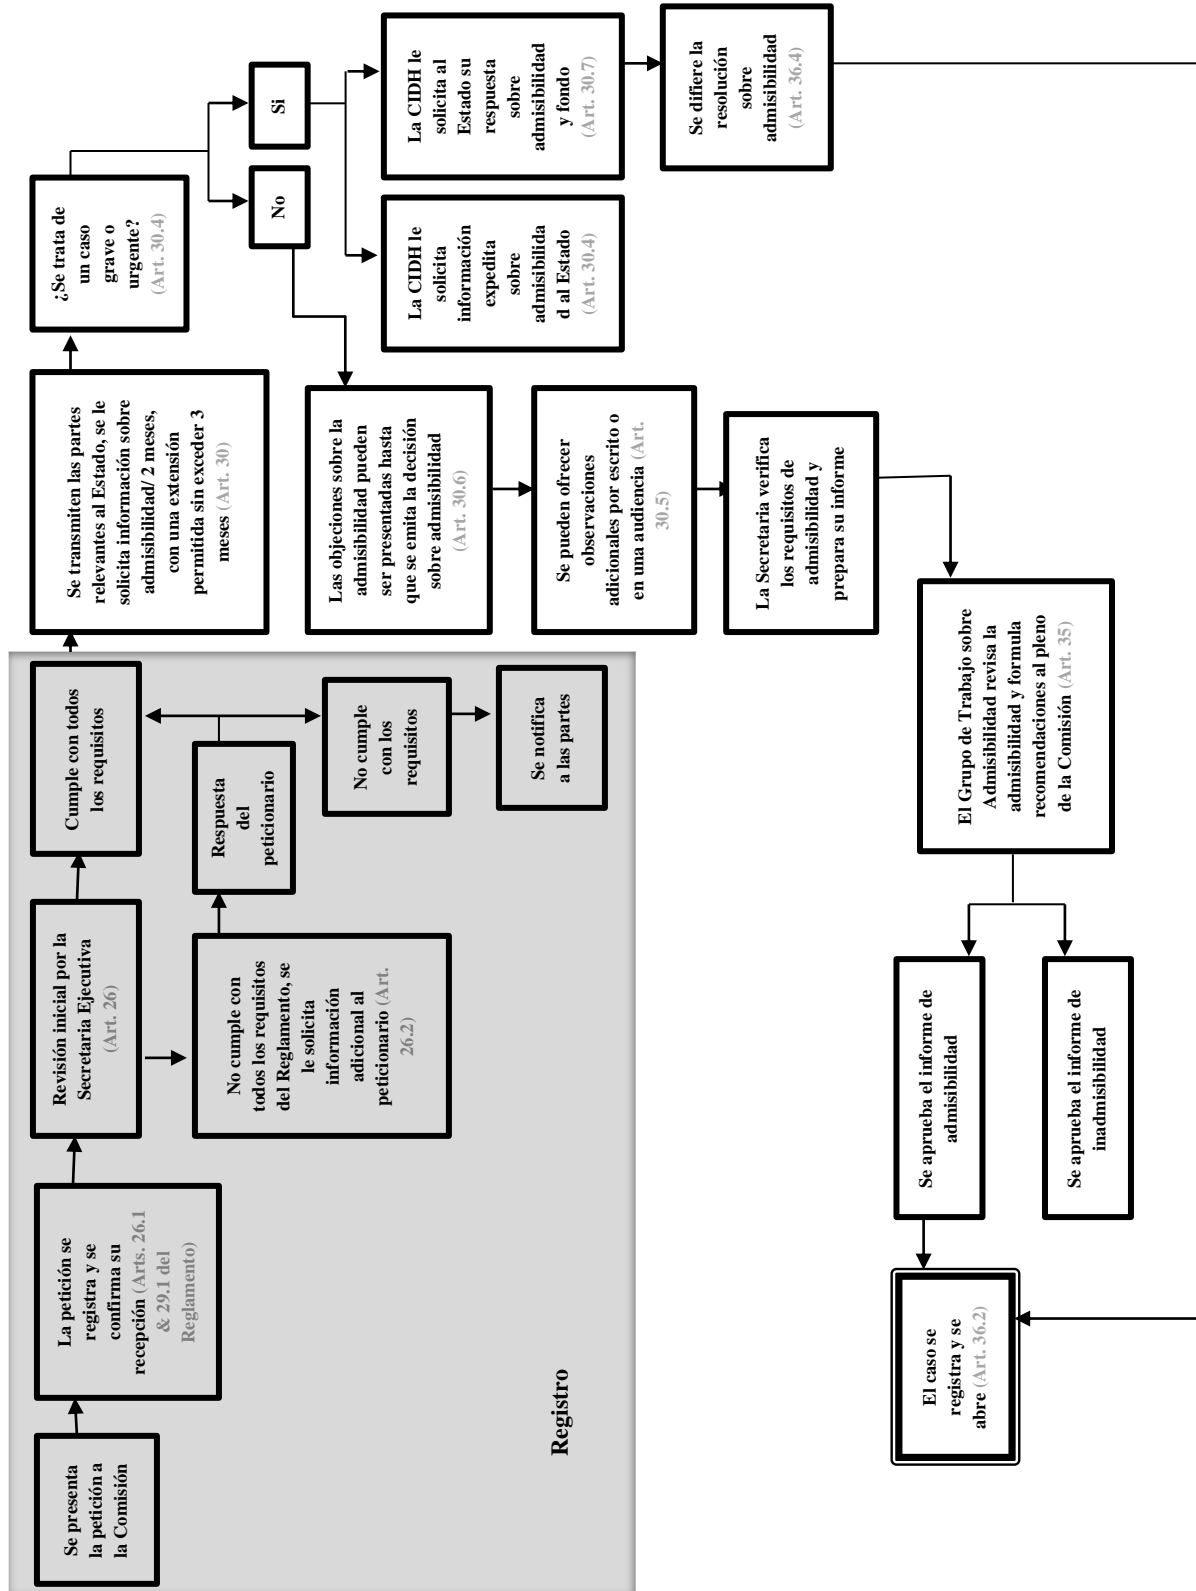 Se presenta
la petición a
la Comisión
La petición se
registra y se
confirma su
recepción (Arts. 26.1
& 29.1 del
Reglamento)
Revisión inicial por la
Secretaria Ejecutiva
(Art. 26)
Cumple con todos
los requisitos
No cumple con
todos los requisitos
del Reglamento, se
le solicita
información
adicional al
peticionario (Art.
26.2)
Respuesta
del
peticionario
No cumple
con los
requisitos
Se notifica
a las partes
Registro
Se transmiten las partes
relevantes al Estado, se le
solicita información sobre
admisibilidad/ 2 meses,
con una extensión
permitida sin exceder 3
meses (Art. 30)
¿Se trata de
un caso
grave o
urgente?
(Art. 30.4)
No
Si
La CIDH le
solicita
información
expedita
sobre
admisibilida
d al Estado
(Art. 30.4)
La CIDH le
solicita al
Estado su
respuesta
sobre
admisibilidad
y fondo
(Art. 30.7)
Se difiere la
resolución
sobre
admisibilidad
(Art. 36.4)
Las objeciones sobre la
admisibilidad pueden
ser presentadas hasta
que se emita la decisión
sobre admisibilidad
(Art. 30.6)
Se pueden ofrecer
observaciones
adicionales por escrito o
en una audiencia (Art.
30.5)
La Secretaria verifica
los requisitos de
admisibilidad y
prepara su informe
El Grupo de Trabajo sobre
Admisibilidad revisa la
admisibilidad y formula
recomendaciones al pleno
de la Comisión (Art. 35)
Se aprueba el informe de
admisibilidad
Se aprueba el informe de
inadmisibilidad
El caso se
registra y se
abre (Art. 36.2)